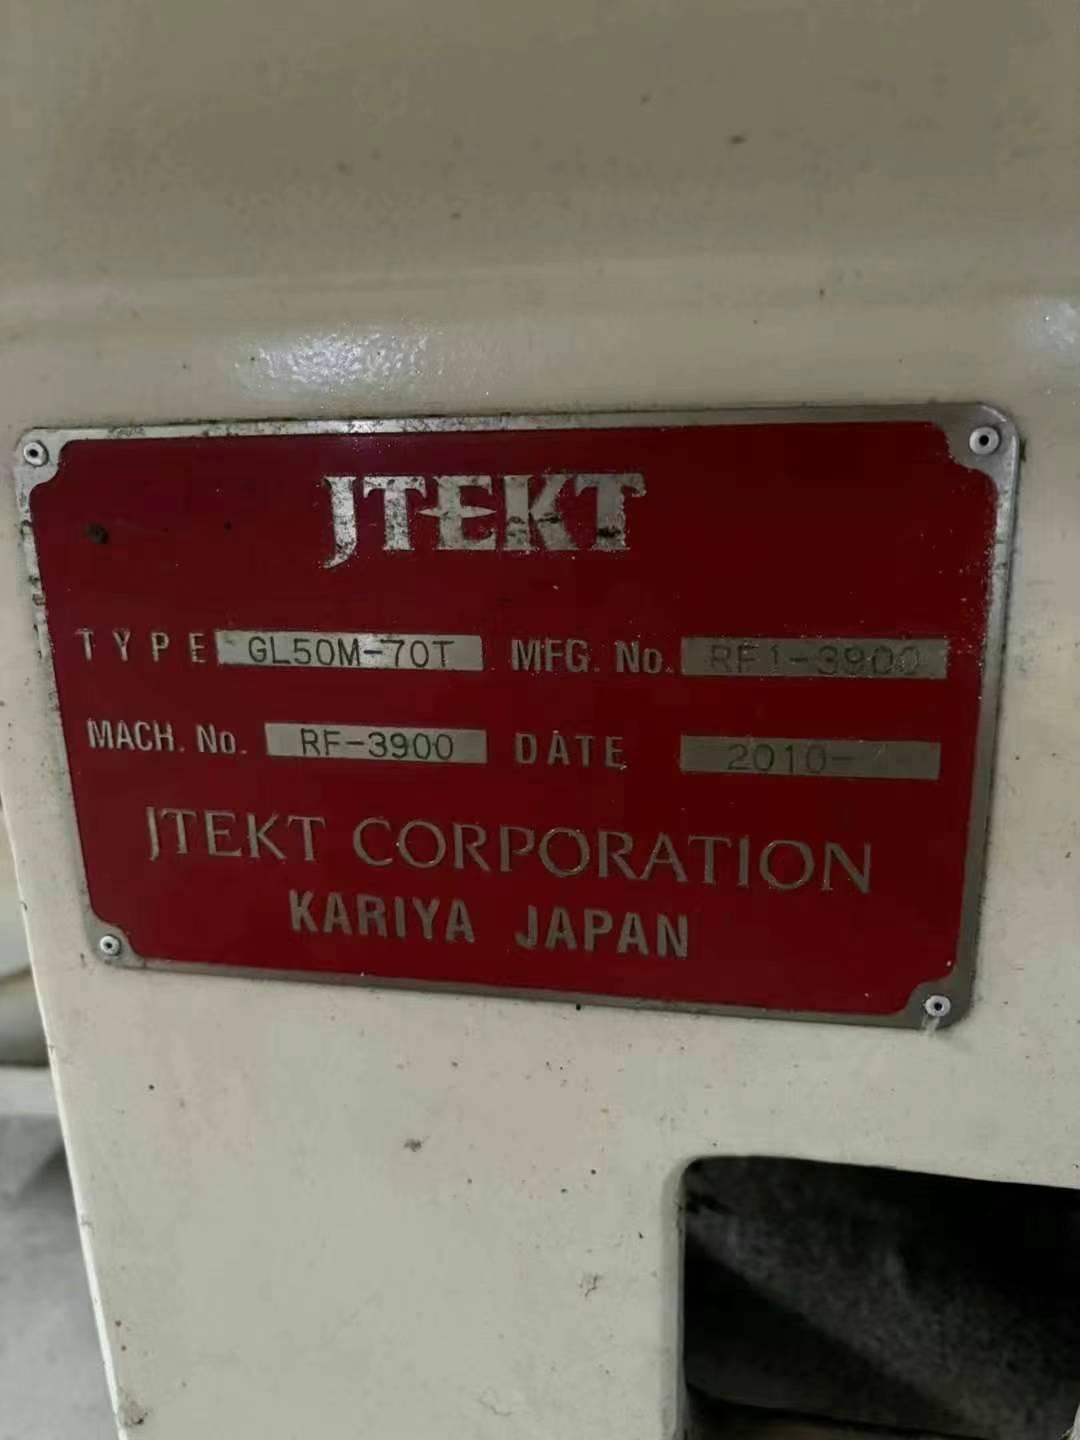 JTEKT
TYPE GL50M-70T MFG. No. RF1-3900
MACH. No. RF-3900 DATE 2010-
JTEKT CORPORATION
KARIYA JAPAN